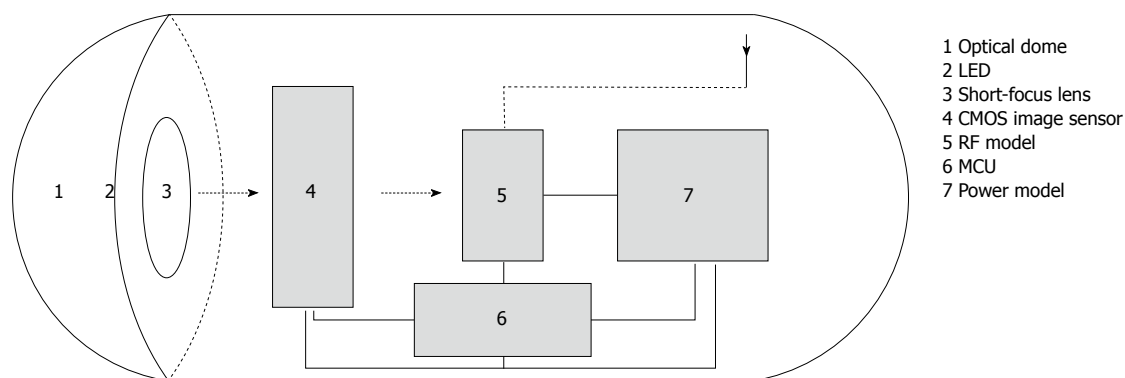 1 Optical dome
2 LED
3 Short-focus lens
4 CMOS image sensor
5 RF model
6 MCU
7 Power model
1 2 3 4 5 7
6